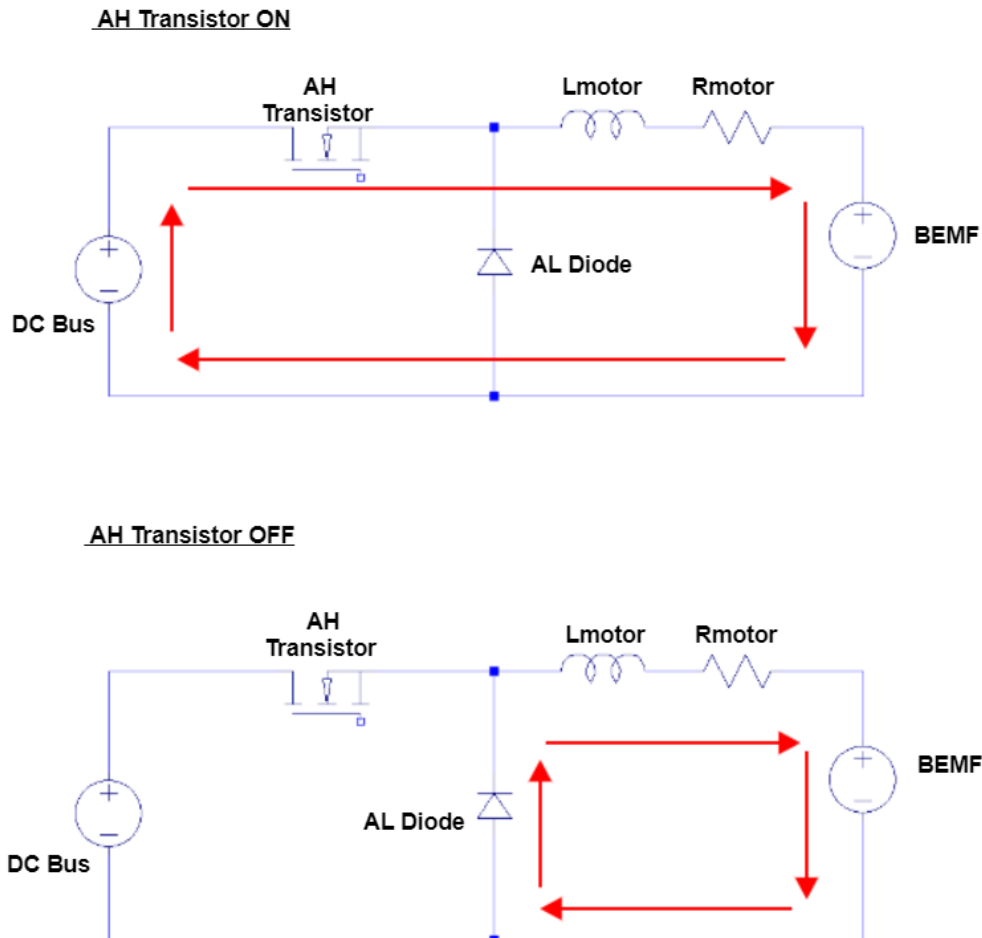 AH Transistor ON
AH
Transistor
Lmotor
Rmotor
BEMF
AL Diode
DC Bus
AH Transistor OFF
AH
Transistor
Lmotor
Rmotor
BEMF
AL Diode
DC Bus